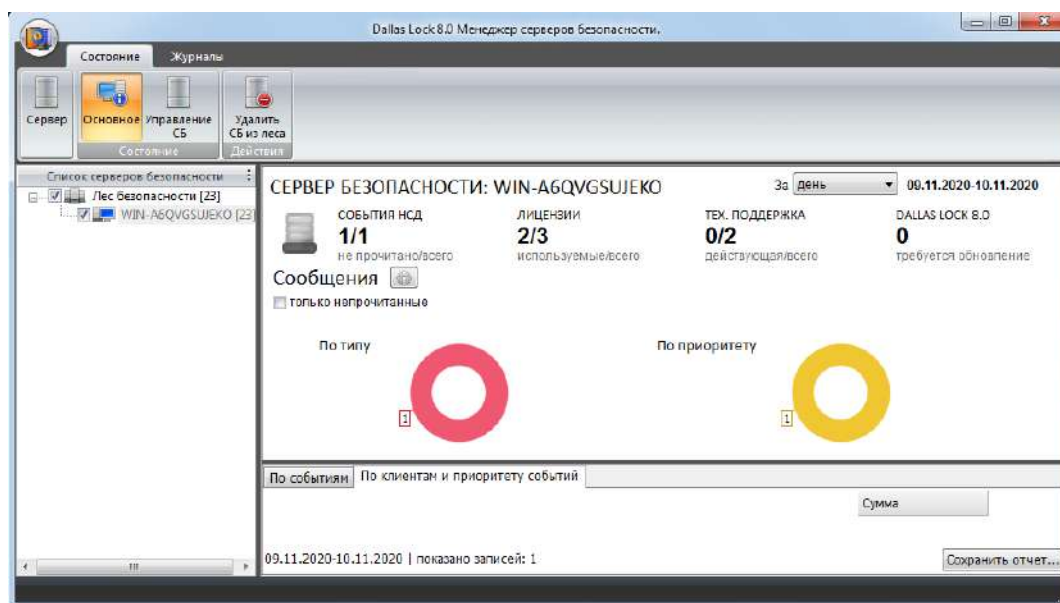 Dallas Lock 8.0 Менеджер серверов безопасности.
Состояние Журналы
Сервер
Основное
Управление СБ
Удалить СБ из леса
Состояние
Действия
Список серверов безопасности
Лес безопасности [23]
WIN-A6QVGSUJEKO [23]
СЕРВЕР БЕЗОПАСНОСТИ: WIN-A6QVGSUJEKO
За день 09.11.2020-10.11.2020
СОБЫТИЯ НСД ЛИЦЕНЗИИ ТЕХ. ПОДДЕРЖКА DALLAS LOCK 8.0
1/1 2/3 0/2 0
не прочитано/всего используемые/всего действующая/всего требуется обновление
Сообщения
только непрочитанные
По типу По приоритету
1 1
По событиям По клиентам и приоритету событий
Сумма
09.11.2020-10.11.2020 | показано записей: 1
Сохранить отчет...